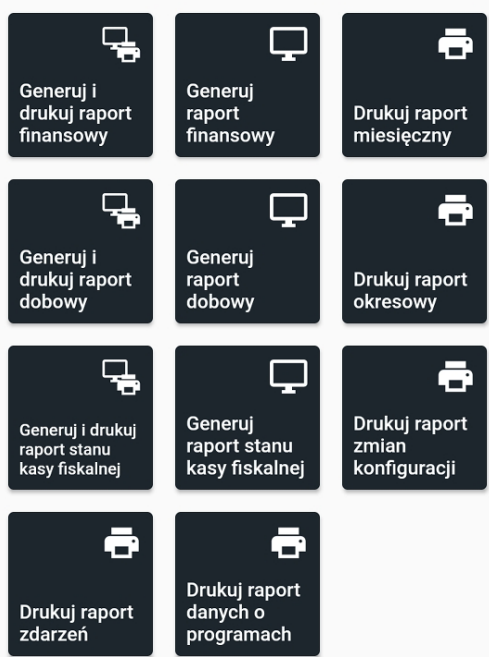 Generuj i
drukuj raport
finansowy
Generuj
raport
finansowy
Drukuj raport
miesięczny
Generuj i
drukuj raport
dobowy
Generuj
raport
dobowy
Drukuj raport
okresowy
Generuj i drukuj
raport stanu
kasy fiskalnej
Generuj
raport stanu
kasy fiskalnej
Drukuj raport
zmian
konfiguracji
Drukuj raport
zdarzeń
Drukuj raport
danych o
programach